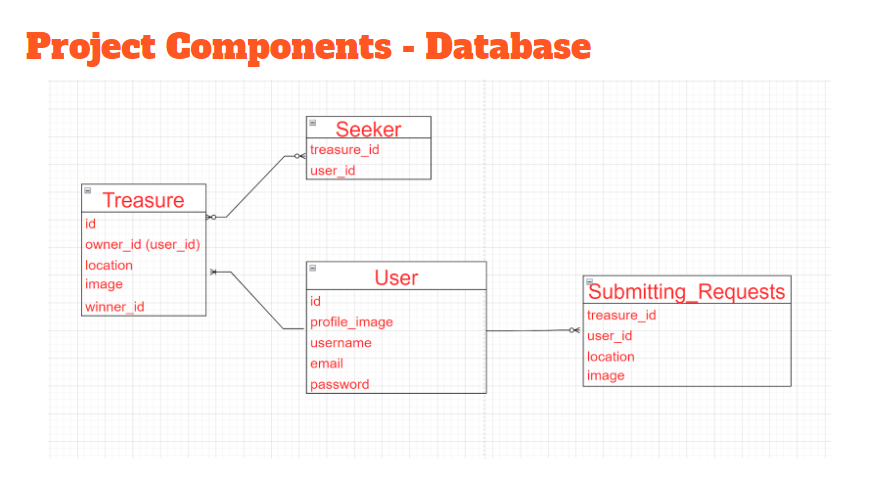 Project Components - Database
Seeker
treasure_id
user_id
Treasure
id
owner_id (user_id)
location
image
winner_id
User
id
profile_image
username
email
password
Submitting_Requests
treasure_id
user_id
location
image